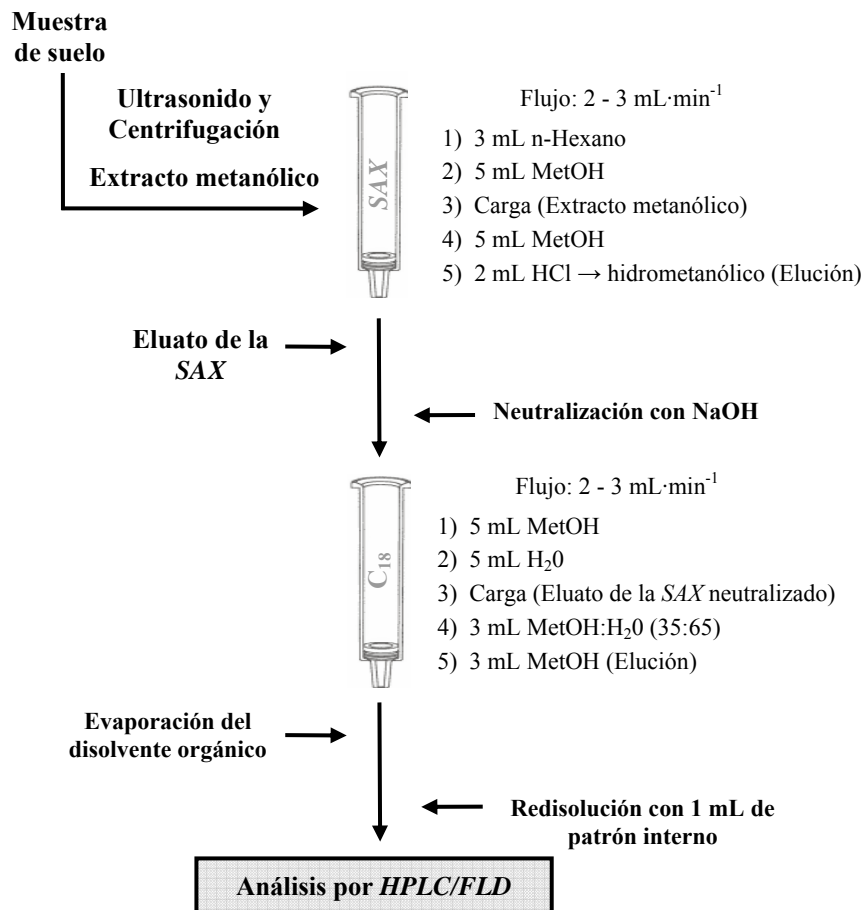 Muestra
de suelo
Ultrasonido y
Centrifugación
Extracto metanólico
SAX
Flujo: 2 - 3 mL·min-1
1) 3 mL n-Hexano
2) 5 mL MetOH
3) Carga (Extracto metanólico)
4) 5 mL MetOH
5) 2 mL HCl → hidrometanólico (Elución)
Eluato de la
SAX
Neutralización con NaOH
C18
Flujo: 2 - 3 mL·min-1
1) 5 mL MetOH
2) 5 mL H20
3) Carga (Eluato de la SAX neutralizado)
4) 3 mL MetOH:H20 (35:65)
5) 3 mL MetOH (Elución)
Evaporación del
disolvente orgánico
Redisolución con 1 mL de
patrón interno
Análisis por HPLC/FLD